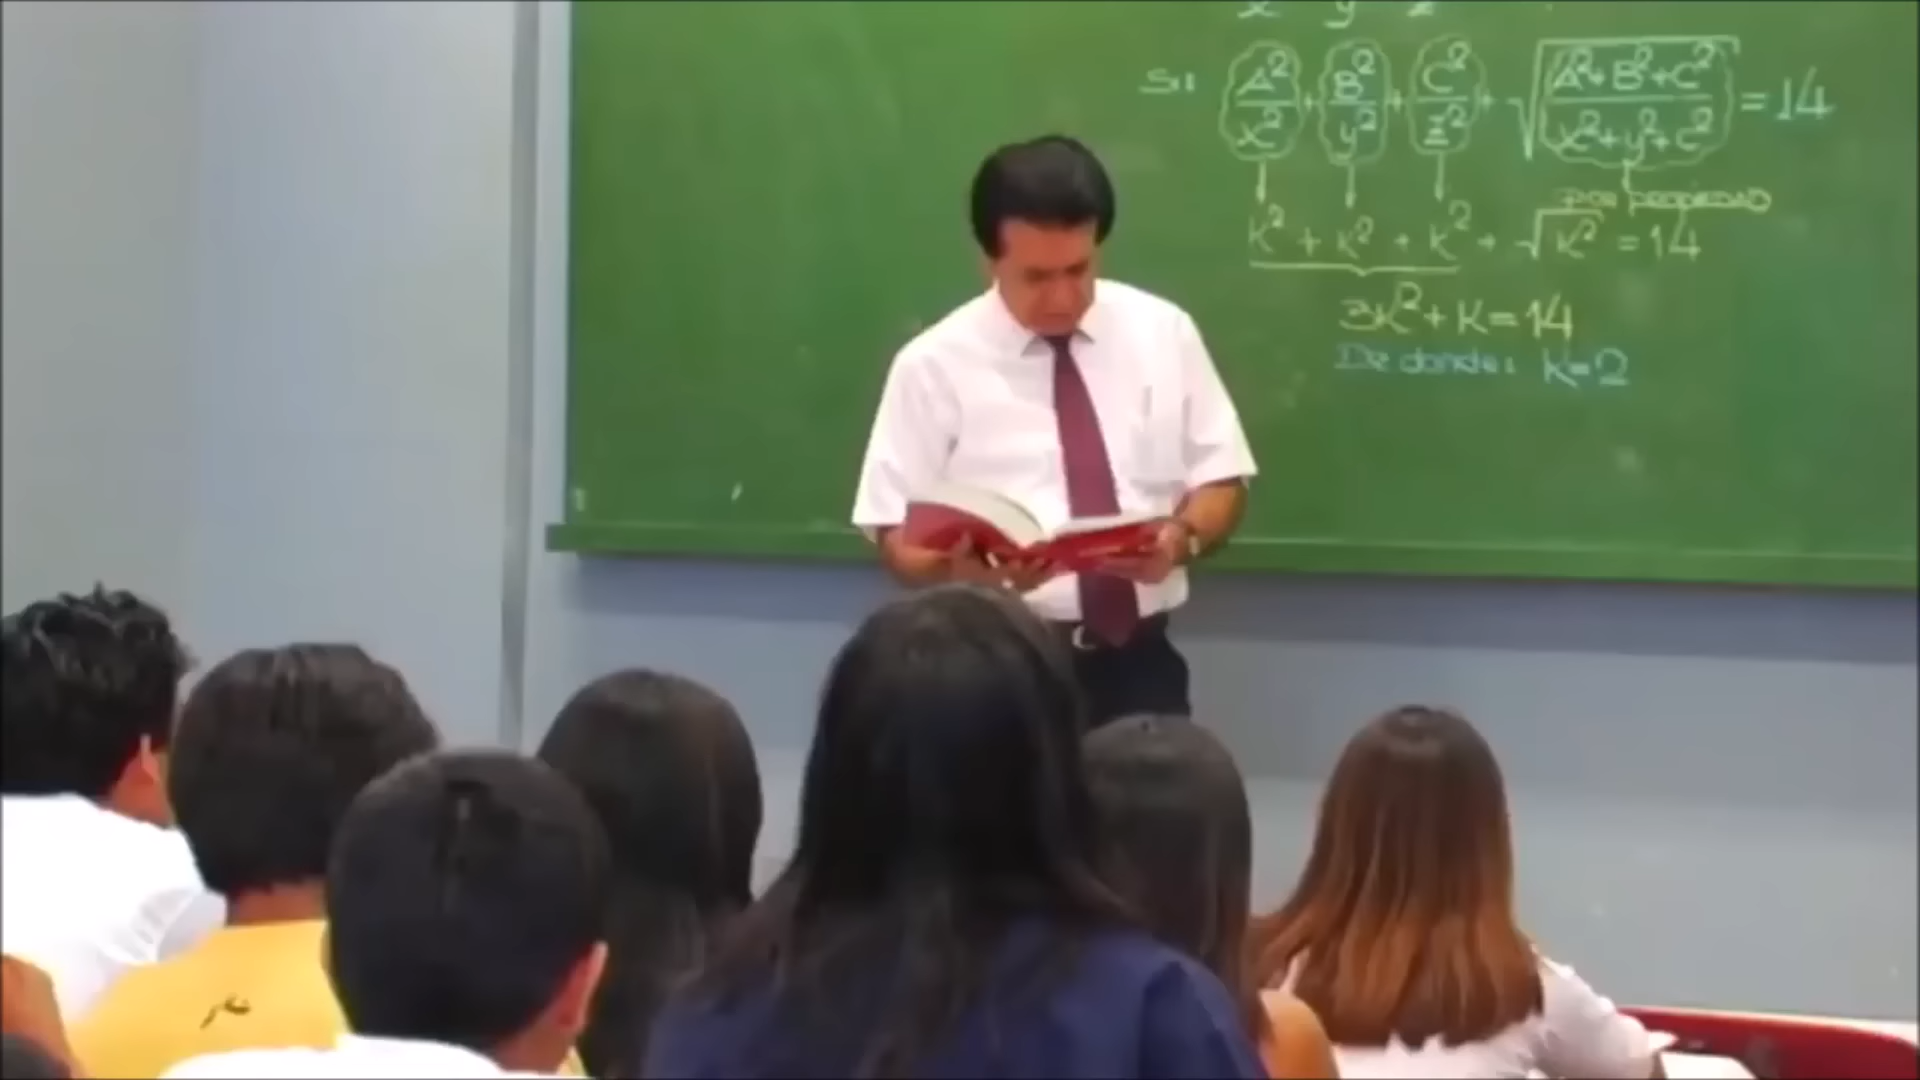 x y z
Si: A²/x² + B²/y² + C²/Z² + √(A²+B²+C²/x²+y²+c²) = 14
por propiedad
K² + K² + K² + √K² = 14
3K² + K = 14
De donde: K=2